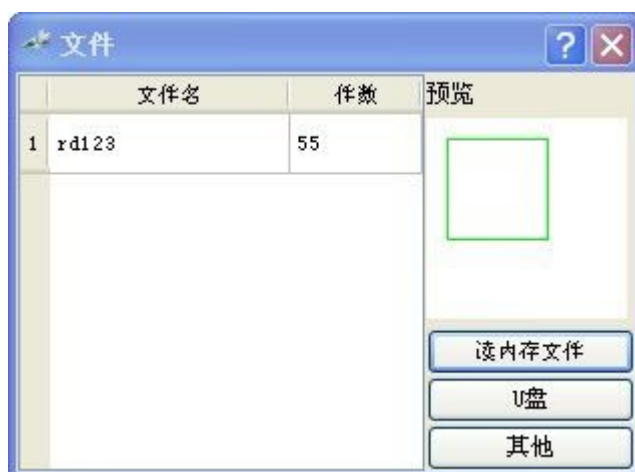 文件
文件名 件数 预览
1 rd123 55
读内存文件
U盘
其他